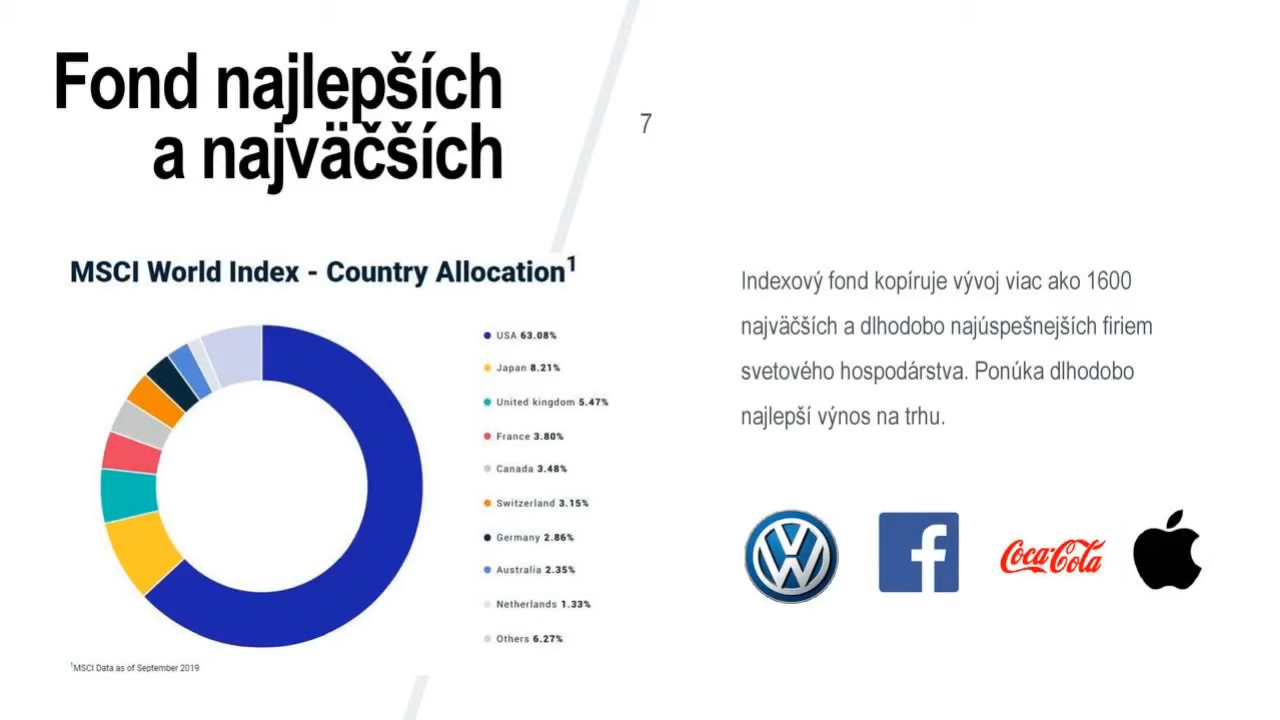 Fond najlepších
a najväčších
7
MSCI World Index - Country Allocation¹
USA 63.08%
Japan 8.21%
United kingdom 5.47%
France 3.80%
Canada 3.48%
Switzerland 3.15%
Germany 2.86%
Australia 2.35%
Netherlands 1.33%
Others 6.27%
¹MSCI Data as of September 2019
Indexový fond kopíruje vývoj viac ako 1600
najväčších a dlhodobo najúspešnejších firiem
svetového hospodárstva. Ponúka dlhodobo
najlepší výnos na trhu.
Coca-Cola